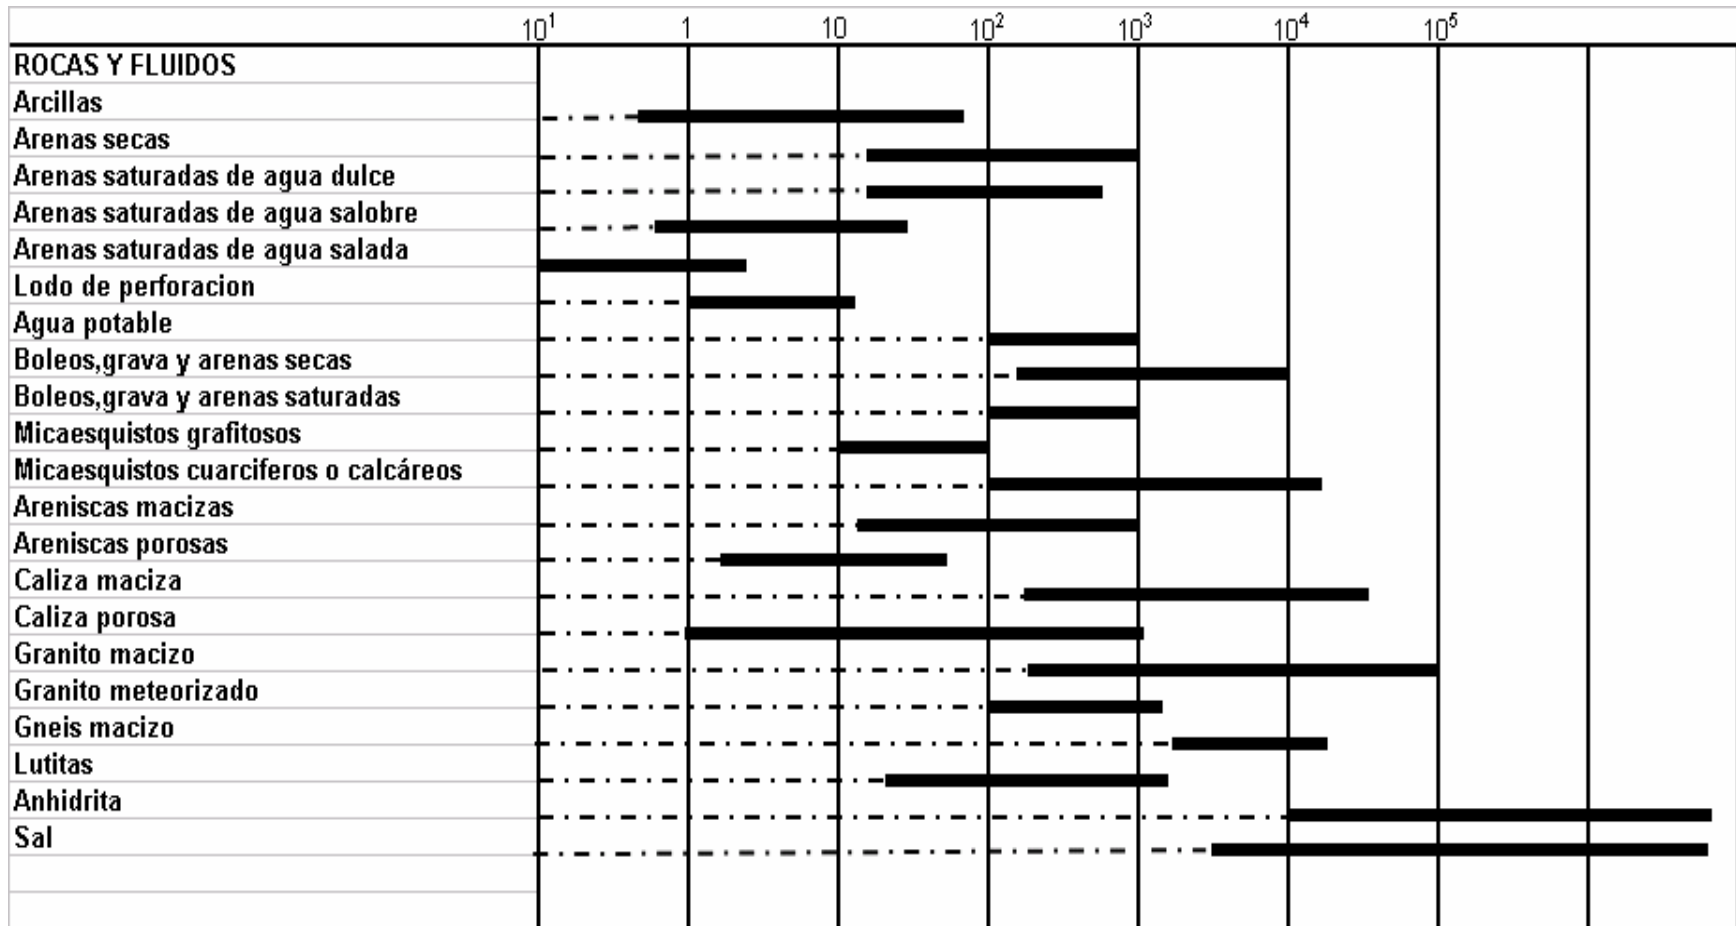 10¹ 1 10 10² 10³ 10⁴ 10⁵
ROCAS Y FLUIDOS
Arcillas
Arenas secas
Arenas saturadas de agua dulce
Arenas saturadas de agua salobre
Arenas saturadas de agua salada
Lodo de perforacion
Agua potable
Boleos,grava y arenas secas
Boleos,grava y arenas saturadas
Micaesquistos grafitosos
Micaesquistos cuarciferos o calcáreos
Areniscas macizas
Areniscas porosas
Caliza maciza
Caliza porosa
Granito macizo
Granito meteorizado
Gneis macizo
Lutitas
Anhidrita
Sal